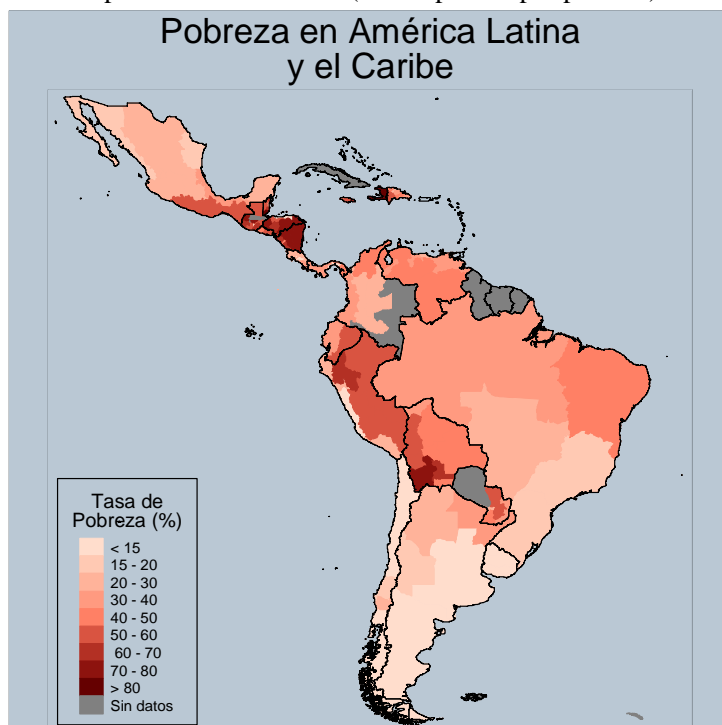 Pobreza en América Latina
y el Caribe
Tasa de
Pobreza (%)
< 15
15 - 20
20 - 30
30 - 40
40 - 50
50 - 60
60 - 70
70 - 80
> 80
Sin datos